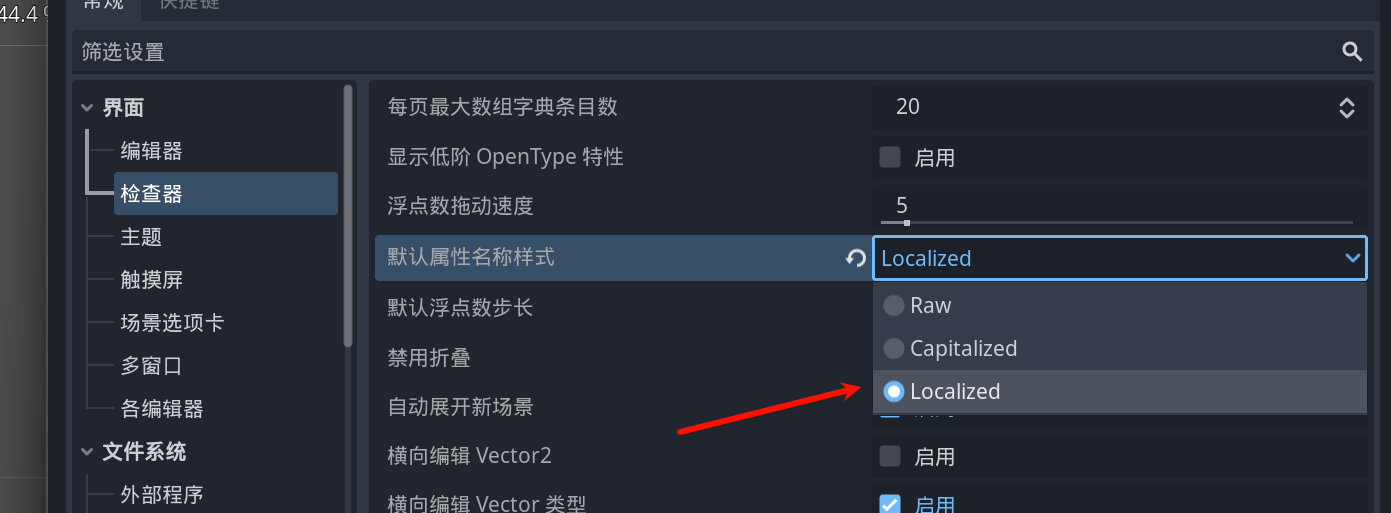 44.4 %
常规
快捷键
筛选设置
界面
编辑器
检查器
主题
触摸屏
场景选项卡
多窗口
各编辑器
文件系统
外部程序
每页最大数组字典条目数
20
显示低阶 OpenType 特性
启用
浮点数拖动速度
5
默认属性名称样式
Localized
Raw
Capitalized
Localized
默认浮点数步长
禁用折叠
自动展开新场景
横向编辑 Vector2
启用
横向编辑 Vector 类型
启用